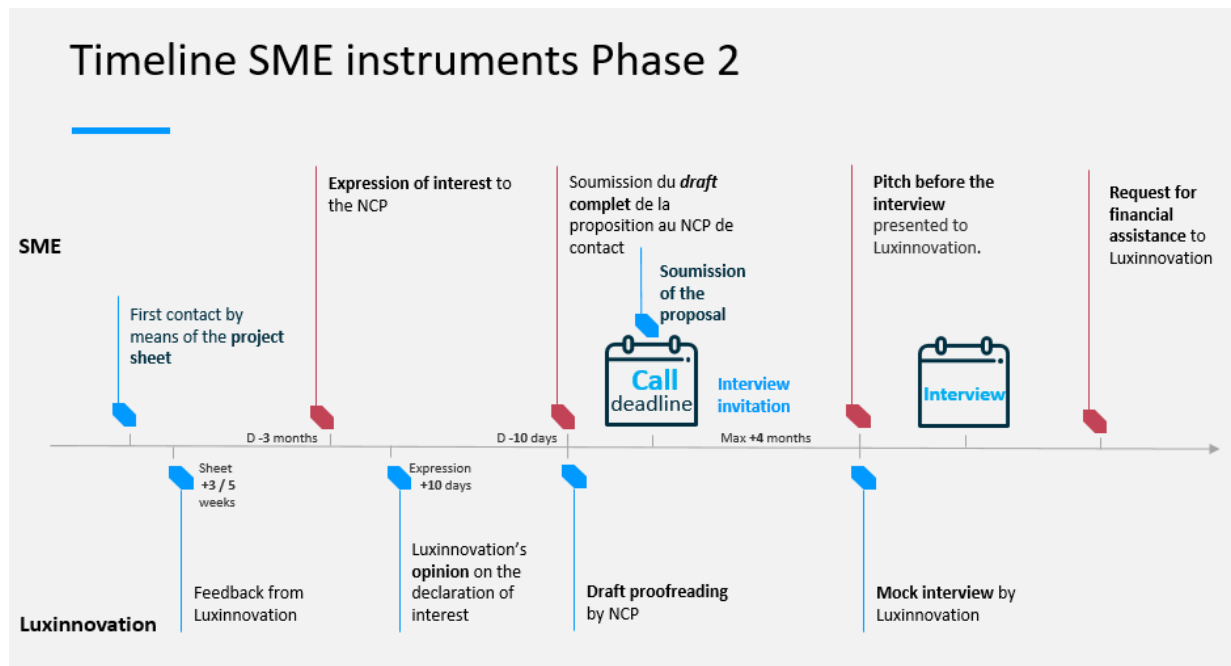 Timeline SME instruments Phase 2
SME
First contact by
means of the project
sheet
Expression of interest to
the NCP
Soumission du draft
complet de la
proposition au NCP de
contact
Soumission
of the
proposal
Call
deadline
Interview
invitation
Pitch before the
interview
presented to
Luxinnovation.
Interview
Request for
financial
assistance to
Luxinnovation
D -3 months
D -10 days
Max +4 months
Sheet
+3 / 5
weeks
Expression
+10 days
Luxinnovation
Feedback from
Luxinnovation
Luxinnovation's
opinion on the
declaration of
interest
Draft proofreading
by NCP
Mock interview by
Luxinnovation